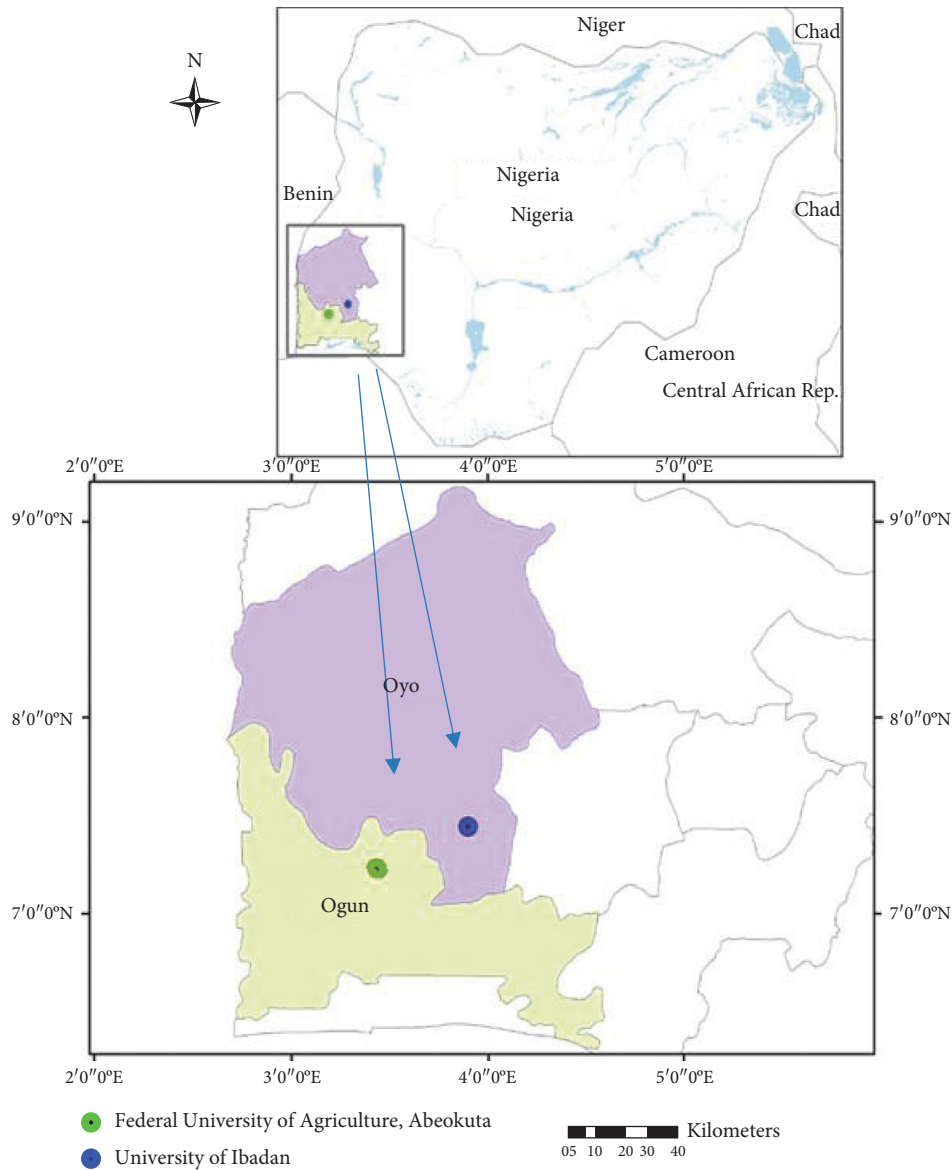 Niger
Chad
N
Nigeria
Benin
Chad
Nigeria
Cameroon
Central African Rep.
2′0″0°E 3′0″0°E 4′0″0°E 5′0″0°E
9′0″0°N 9′0″0°N
Oyo
8′0″0°N 8′0″0°N
Ogun
7′0″0°N 7′0″0°N
2′0″0°E 3′0″0°E 4′0″0°E 5′0″0°E
Federal University of Agriculture, Abeokuta
Kilometers
05 10 20 30 40
University of Ibadan